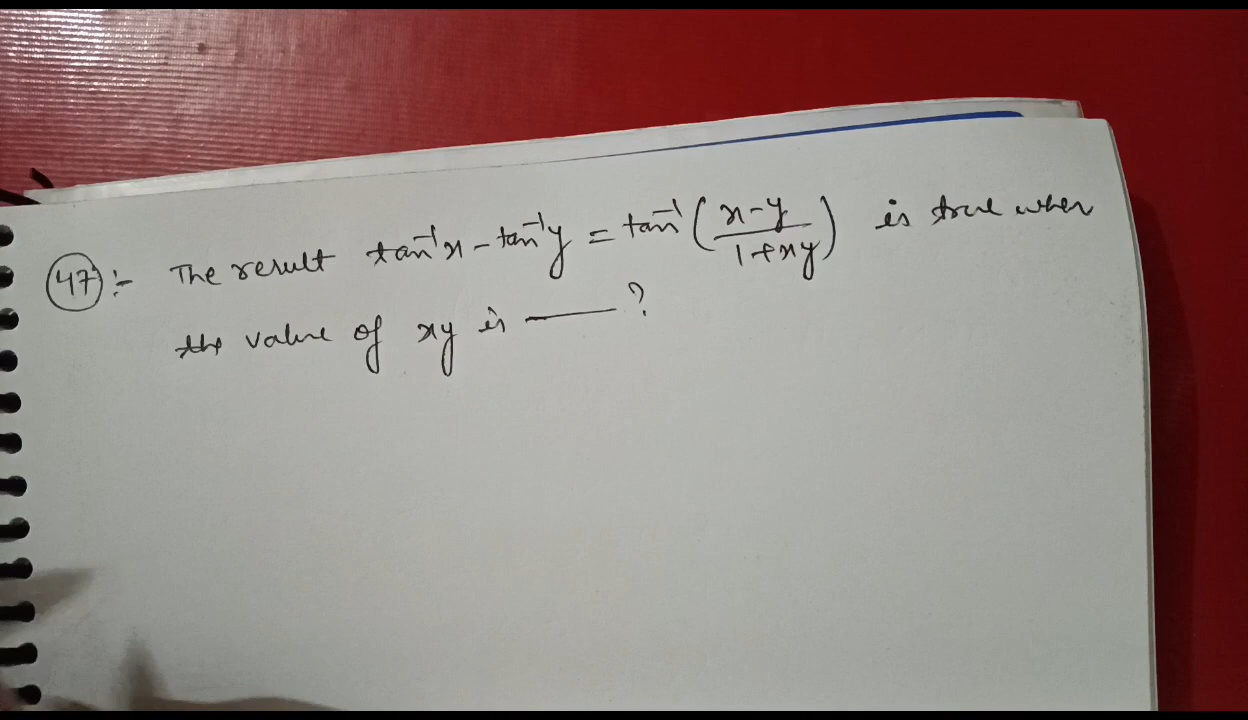 47:- The result tan⁻¹x - tan⁻¹y = tan⁻¹(x-y/1+xy) is true when
the value of xy is ——?